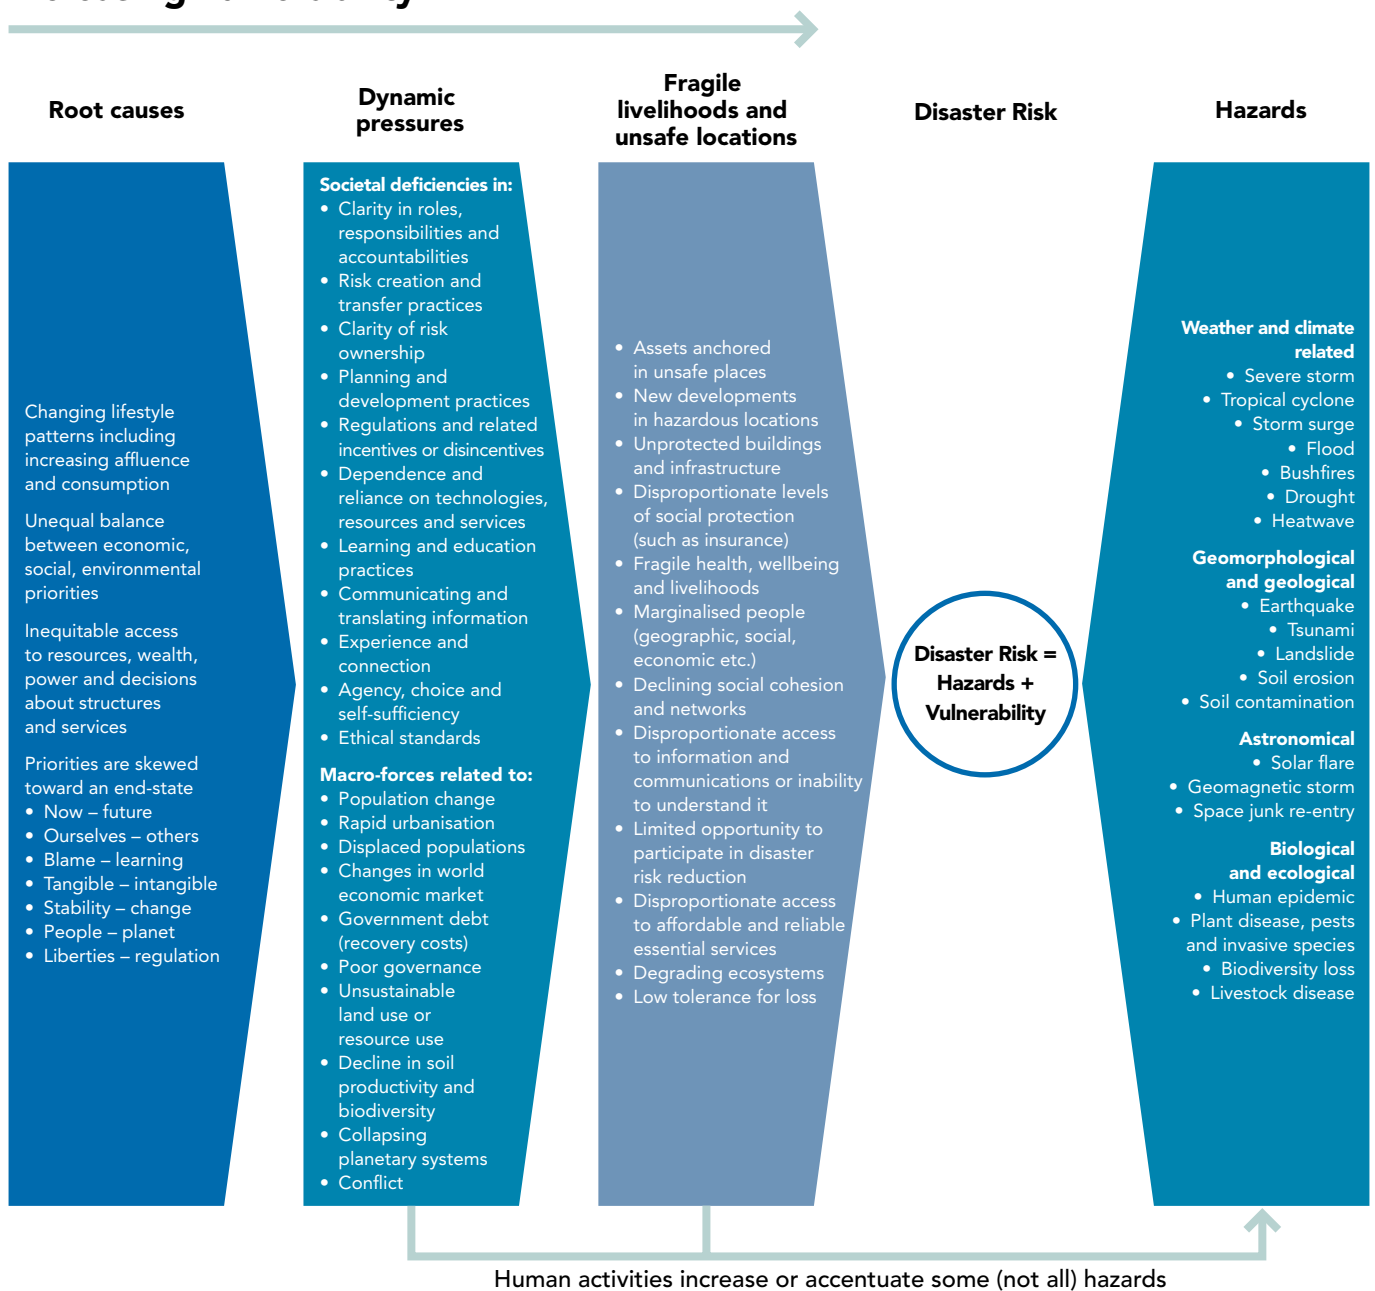 Root causes
Changing lifestyle
patterns including
increasing affluence
and consumption
Unequal balance
between economic,
social, environmental
priorities
Inequitable access
to resources, wealth,
power and decisions
about structures
and services
Priorities are skewed
toward an end-state
• Now – future
• Ourselves – others
• Blame – learning
• Tangible – intangible
• Stability – change
• People – planet
• Liberties – regulation
Dynamic
pressures
Societal deficiencies in:
• Clarity in roles,
responsibilities and
accountabilities
• Risk creation and
transfer practices
• Clarity of risk
ownership
• Planning and
development practices
• Regulations and related
incentives or disincentives
• Dependence and
reliance on technologies,
resources and services
• Learning and education
practices
• Communicating and
translating information
• Experience and
connection
• Agency, choice and
self-sufficiency
• Ethical standards
Macro-forces related to:
• Population change
• Rapid urbanisation
• Displaced populations
• Changes in world
economic market
• Government debt
(recovery costs)
• Poor governance
• Unsustainable
land use or
resource use
• Decline in soil
productivity and
biodiversity
• Collapsing
planetary systems
• Conflict
Fragile
livelihoods and
unsafe locations
• Assets anchored
in unsafe places
• New developments
in hazardous locations
• Unprotected buildings
and infrastructure
• Disproportionate levels
of social protection
(such as insurance)
• Fragile health, wellbeing
and livelihoods
• Marginalised people
(geographic, social,
economic etc.)
• Declining social cohesion
and networks
• Disproportionate access
to information and
communications or inability
to understand it
• Limited opportunity to
participate in disaster
risk reduction
• Disproportionate access
to affordable and reliable
essential services
• Degrading ecosystems
• Low tolerance for loss
Disaster Risk
Disaster Risk =
Hazards +
Vulnerability
Hazards
Weather and climate
related
• Severe storm
• Tropical cyclone
• Storm surge
• Flood
• Bushfires
• Drought
• Heatwave
Geomorphological
and geological
• Earthquake
• Tsunami
• Landslide
• Soil erosion
• Soil contamination
Astronomical
• Solar flare
• Geomagnetic storm
• Space junk re-entry
Biological
and ecological
• Human epidemic
• Plant disease, pests
and invasive species
• Biodiversity loss
• Livestock disease
Human activities increase or accentuate some (not all) hazards